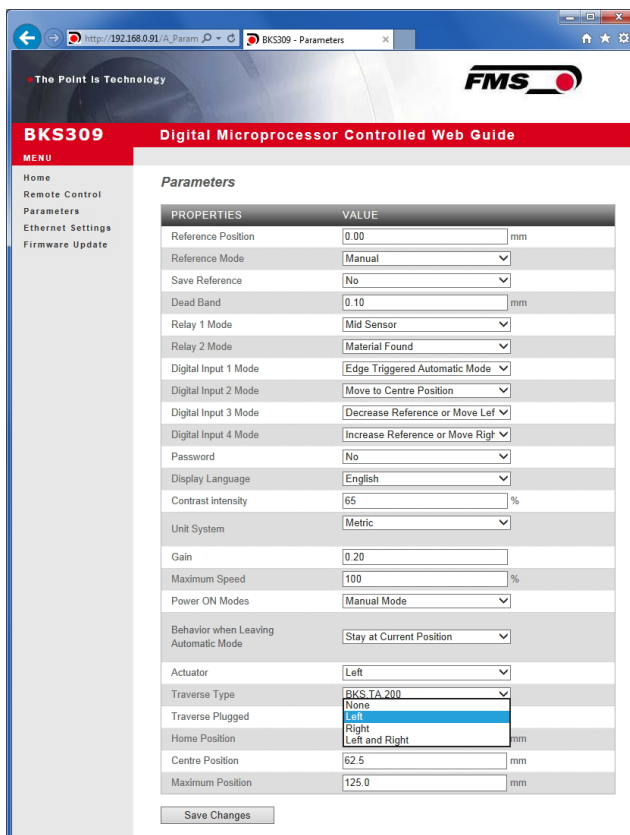 http://192.168.0.91/A_Param
BKS309 - Parameters
The Point Is Technology
FMS
BKS309
Digital Microprocessor Controlled Web Guide
MENU
Home
Remote Control
Parameters
Ethernet Settings
Firmware Update
Parameters
PROPERTIES VALUE
Reference Position 0.00 mm
Reference Mode Manual
Save Reference No
Dead Band 0.10 mm
Relay 1 Mode Mid Sensor
Relay 2 Mode Material Found
Digital Input 1 Mode Edge Triggered Automatic Mode
Digital Input 2 Mode Move to Centre Position
Digital Input 3 Mode Decrease Reference or Move Lef
Digital Input 4 Mode Increase Reference or Move Righ
Password No
Display Language English
Contrast intensity 65 %
Unit System Metric
Gain 0.20
Maximum Speed 100 %
Power ON Modes Manual Mode
Behavior when Leaving
Automatic Mode Stay at Current Position
Actuator Left
Traverse Type BKS.TA.200
None
Traverse Plugged Left
Right
Home Position Left and Right mm
Centre Position 62.5 mm
Maximum Position 125.0 mm
Save Changes